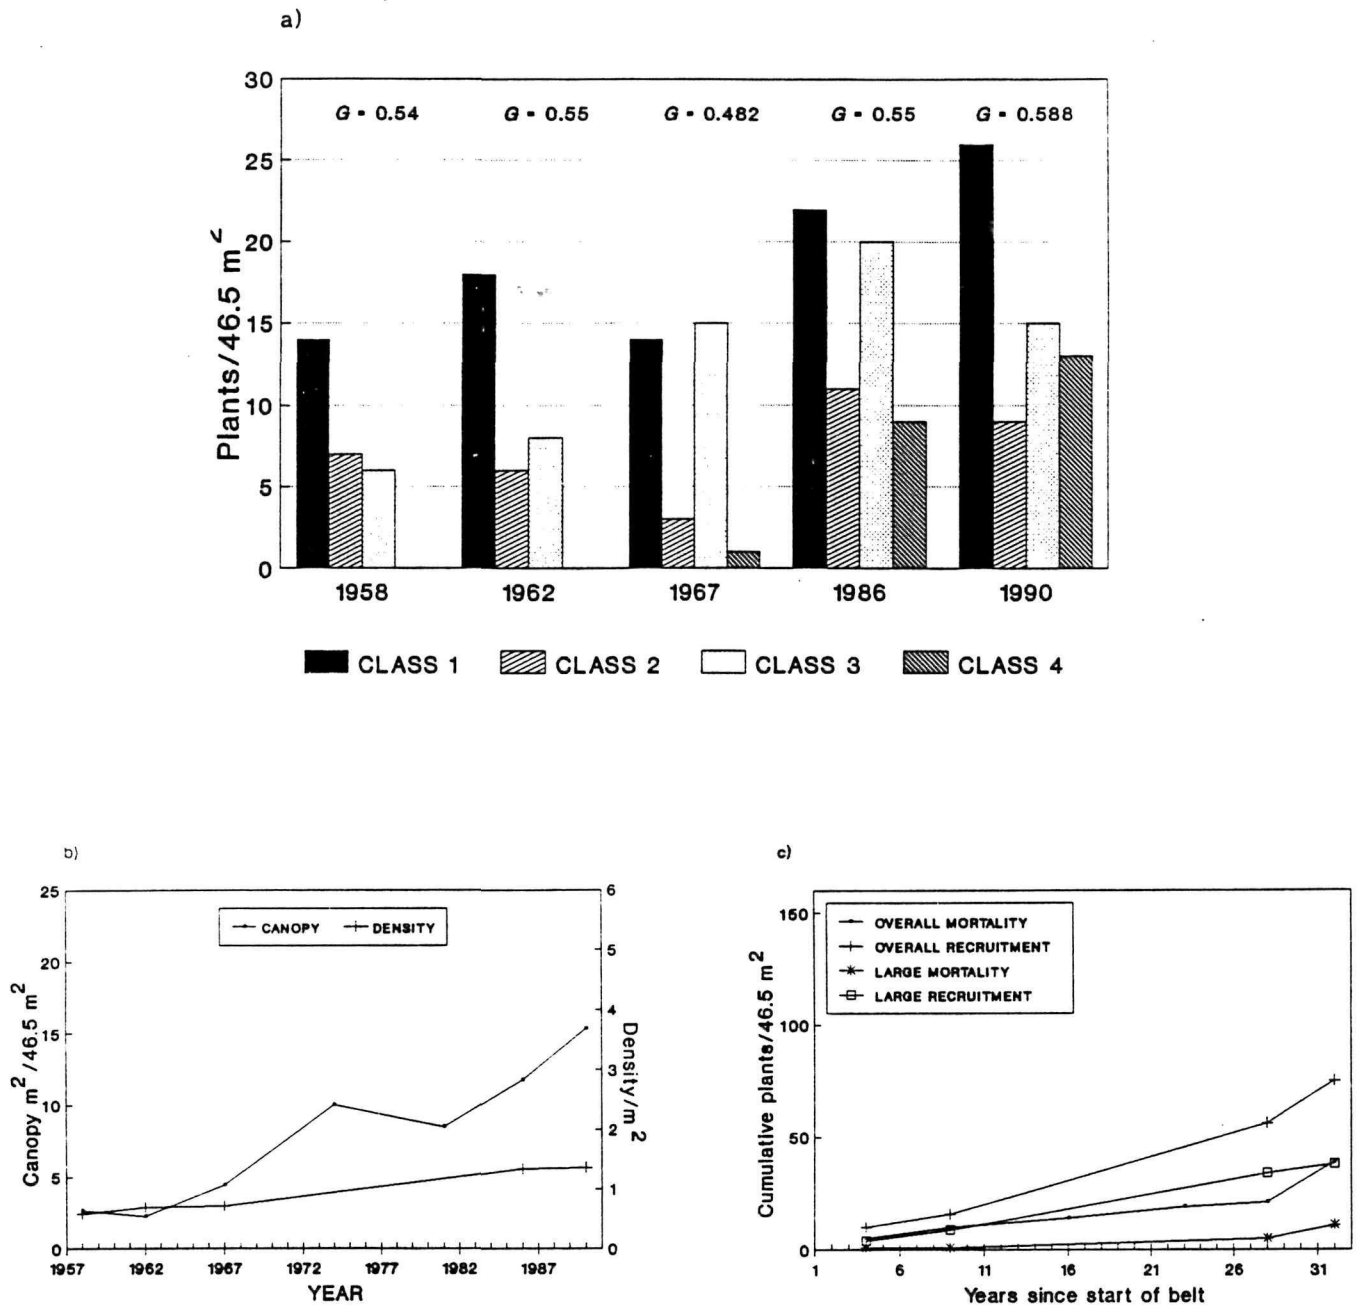 a)
30
25
20
15
10
5
0
Plants/46.5 m2
G = 0.54 G = 0.55 G = 0.482 G = 0.55 G = 0.588
1958 1962 1967 1986 1990
CLASS 1 CLASS 2 CLASS 3 CLASS 4
b)
25
20
15
10
5
0
Canopy m2/46.5 m2
CANOPY DENSITY
6
5
4
3
2
1
0
Density/m2
1957 1962 1967 1972 1977 1982 1987
YEAR
c)
150
100
50
0
Cumulative plants/46.5 m2
OVERALL MORTALITY
OVERALL RECRUITMENT
LARGE MORTALITY
LARGE RECRUITMENT
1 6 11 16 21 26 31
Years since start of belt